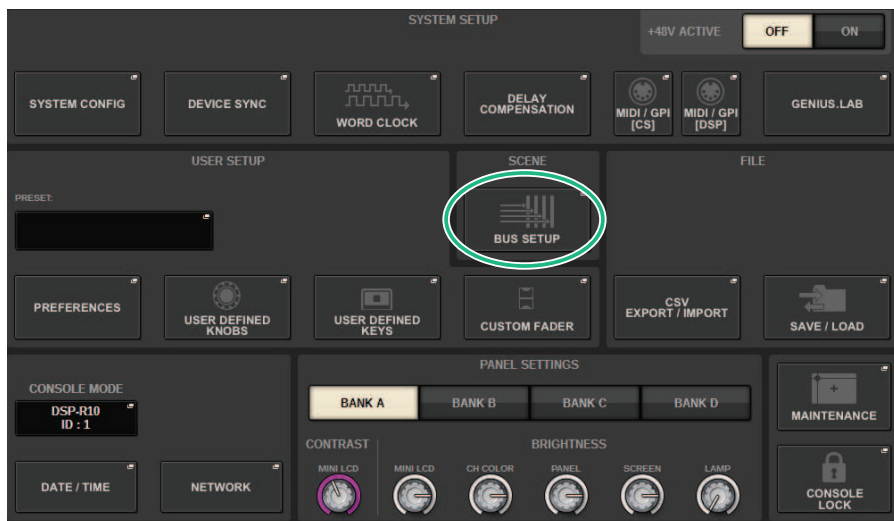 SYSTEM SETUP
+48V ACTIVE
OFF
ON
SYSTEM CONFIG
DEVICE SYNC
WORD CLOCK
DELAY
COMPENSATION
MIDI / GPI
[CS]
MIDI / GPI
[DSP]
GENIUS.LAB
USER SETUP
SCENE
FILE
PRESET:
BUS SETUP
PREFERENCES
USER DEFINED
KNOBS
USER DEFINED
KEYS
CUSTOM FADER
CSV
EXPORT / IMPORT
SAVE / LOAD
CONSOLE MODE
DSP-R10
ID : 1
PANEL SETTINGS
BANK A
BANK B
BANK C
BANK D
MAINTENANCE
CONTRAST
BRIGHTNESS
MINI LCD
MINI LCD
CH COLOR
PANEL
SCREEN
LAMP
DATE / TIME
NETWORK
CONSOLE
LOCK